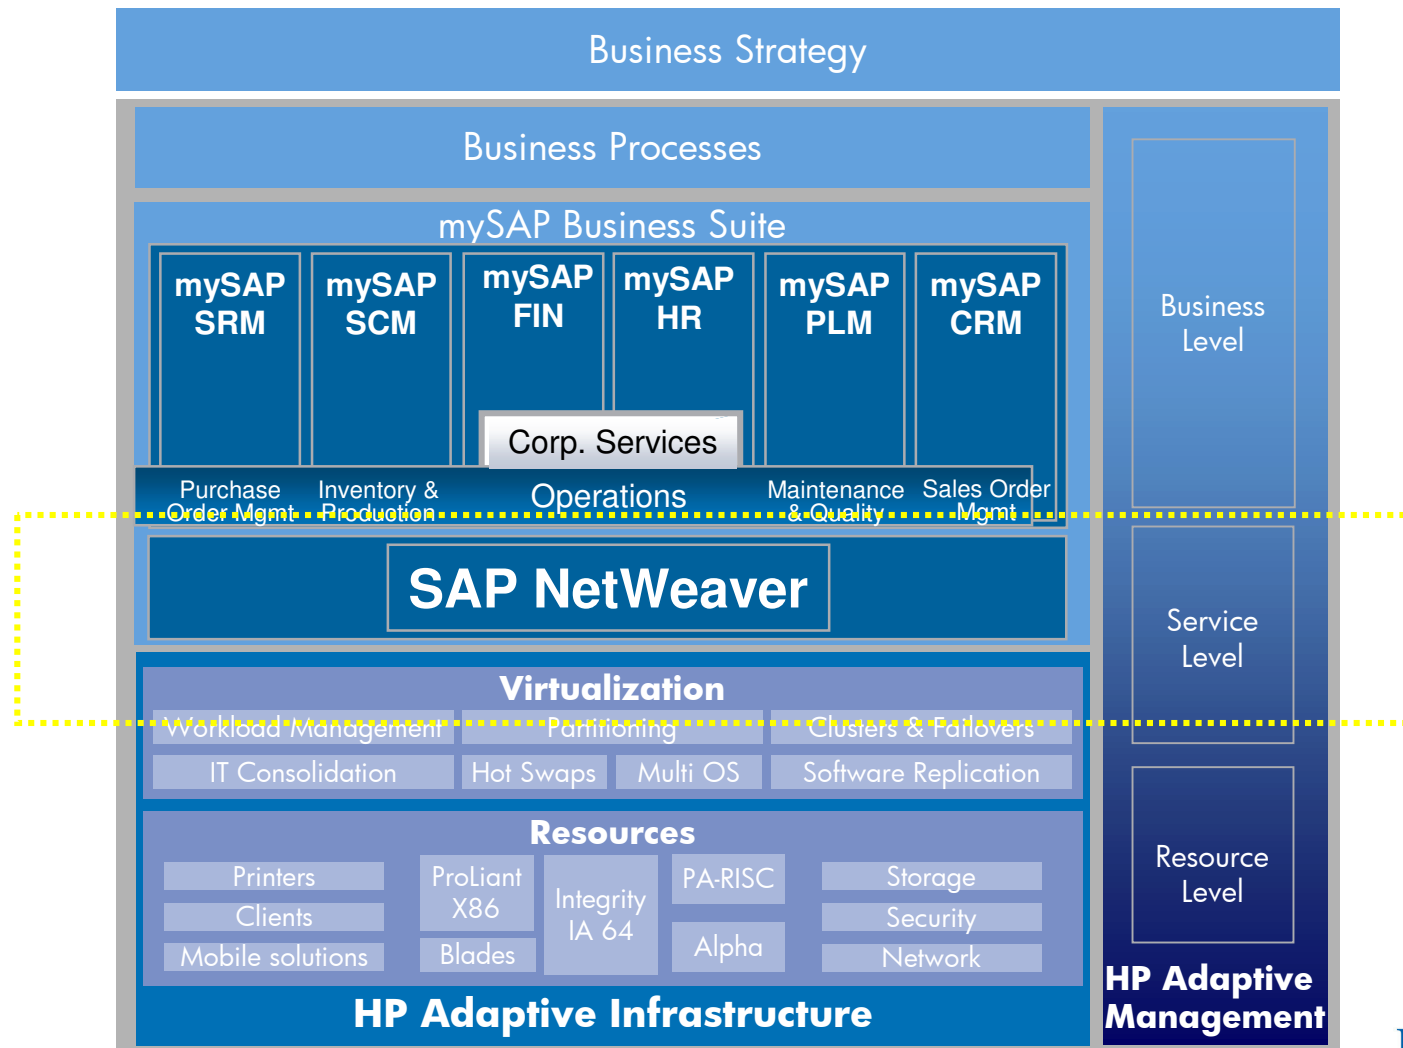 Business Strategy
Business Processes
mySAP Business Suite
mySAP
SRM
mySAP
SCM
mySAP
FIN
mySAP
HR
mySAP
PLM
mySAP
CRM
Corp. Services
Purchase
Order Mgmt
Inventory &
Production
Operations
Maintenance
& Quality
Sales Order
Mgmt
SAP NetWeaver
Virtualization
Workload Management
Partitioning
Clusters & Failovers
IT Consolidation
Hot Swaps
Multi OS
Software Replication
Resources
Printers
Clients
Mobile solutions
ProLiant
X86
Blades
Integrity
IA 64
PA-RISC
Alpha
Storage
Security
Network
HP Adaptive Infrastructure
Business
Level
Service
Level
Resource
Level
HP Adaptive
Management